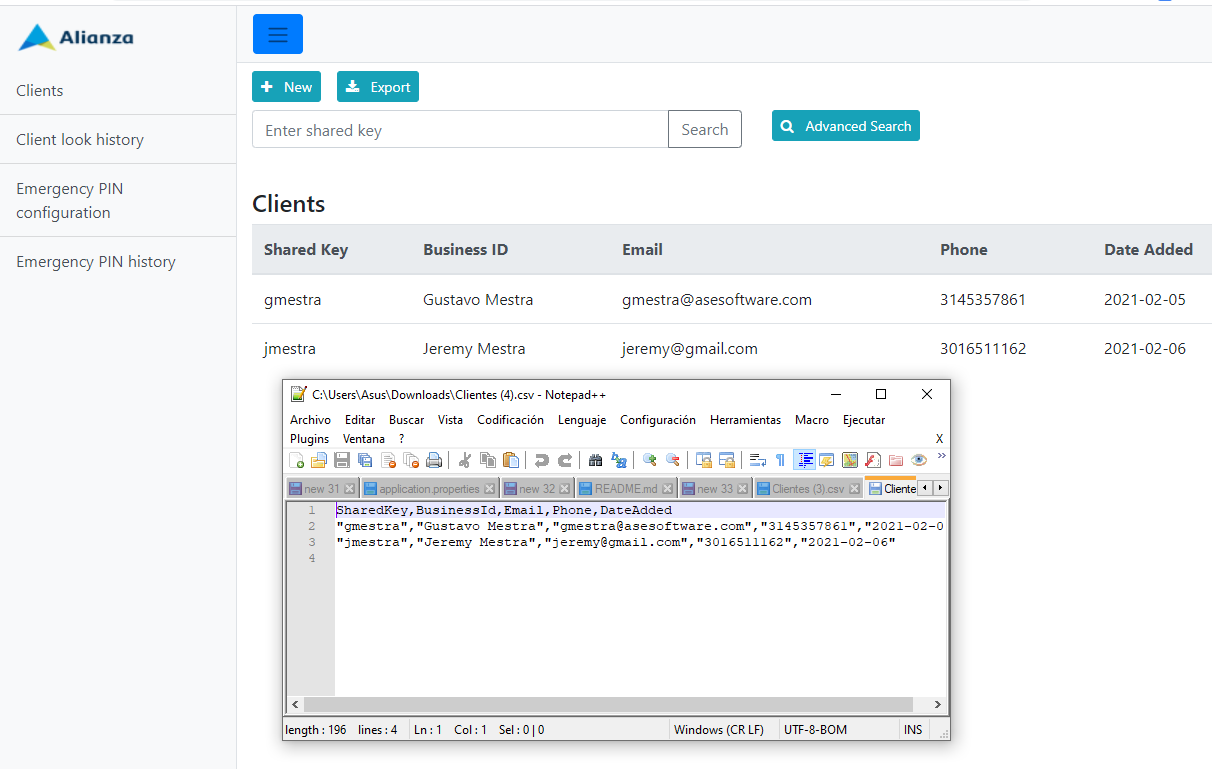 Alianza
Clients
Client look history
Emergency PIN
configuration
Emergency PIN history
New Export
Enter shared key Search Advanced Search
Clients
Shared Key Business ID Email Phone Date Added
gmestra Gustavo Mestra gmestra@asesoftware.com 3145357861 2021-02-05
jmestra Jeremy Mestra jeremy@gmail.com 3016511162 2021-02-06
C:\Users\Asus\Downloads\Clientes (4).csv - Notepad++
Archivo Editar Buscar Vista Codificación Lenguaje Configuración Herramientas Macro Ejecutar
Plugins Ventana ? X
new 31 application.properties new 32 README.md new 33 Clientes (3).csv Cliente
1 SharedKey,BusinessId,Email,Phone,DateAdded
2 "gmestra","Gustavo Mestra","gmestra@asesoftware.com","3145357861","2021-02-0
3 "jmestra","Jeremy Mestra","jeremy@gmail.com","3016511162","2021-02-06"
4
length : 196 lines : 4 Ln : 1 Col : 1 Sel : 0 | 0 Windows (CR LF) UTF-8-BOM INS